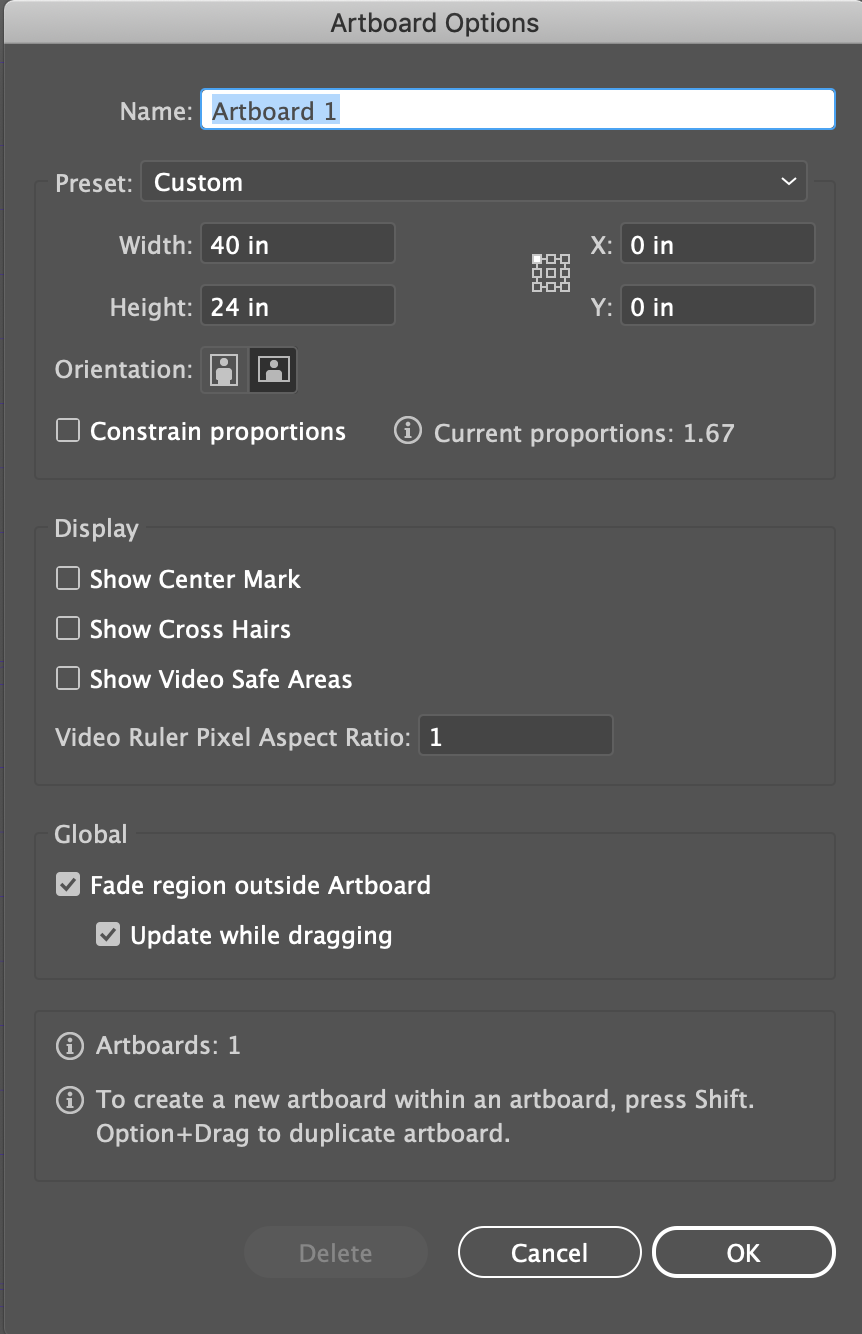 Artboard Options
Name: Artboard 1
Preset: Custom
Width: 40 in X: 0 in
Height: 24 in Y: 0 in
Orientation:
Constrain proportions Current proportions: 1.67
Display
Show Center Mark
Show Cross Hairs
Show Video Safe Areas
Video Ruler Pixel Aspect Ratio: 1
Global
Fade region outside Artboard
Update while dragging
Artboards: 1
To create a new artboard within an artboard, press Shift.
Option+Drag to duplicate artboard.
Delete Cancel OK